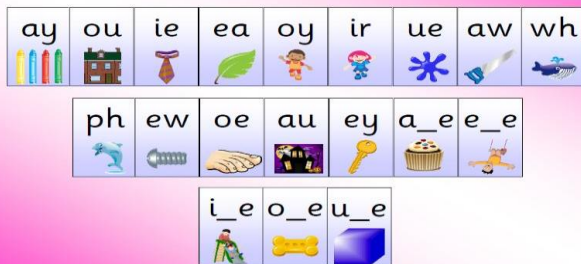 ay ou ie ea oy ir ue aw wh
ph ew oe au ey a_e e_e
i_e o_e u_e